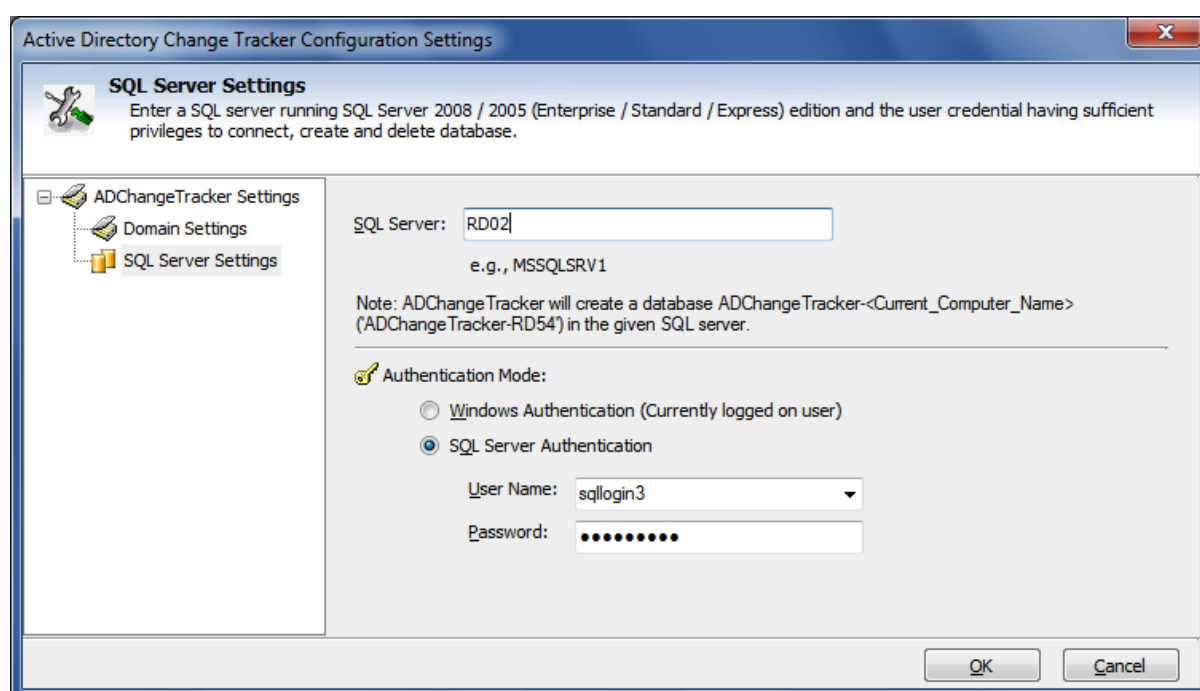 Active Directory Change Tracker Configuration Settings
x
SQL Server Settings
Enter a SQL server running SQL Server 2008 / 2005 (Enterprise / Standard / Express) edition and the user credential having sufficient
privileges to connect, create and delete database.
ADChangeTracker Settings
Domain Settings
SQL Server Settings
SQL Server: RD02
e.g., MSSQLSRV1
Note: ADChangeTracker will create a database ADChangeTracker-<Current_Computer_Name>
('ADChangeTracker-RD54') in the given SQL server.
Authentication Mode:
Windows Authentication (Currently logged on user)
SQL Server Authentication
User Name: sqllogin3
Password: •••••••••
OK Cancel